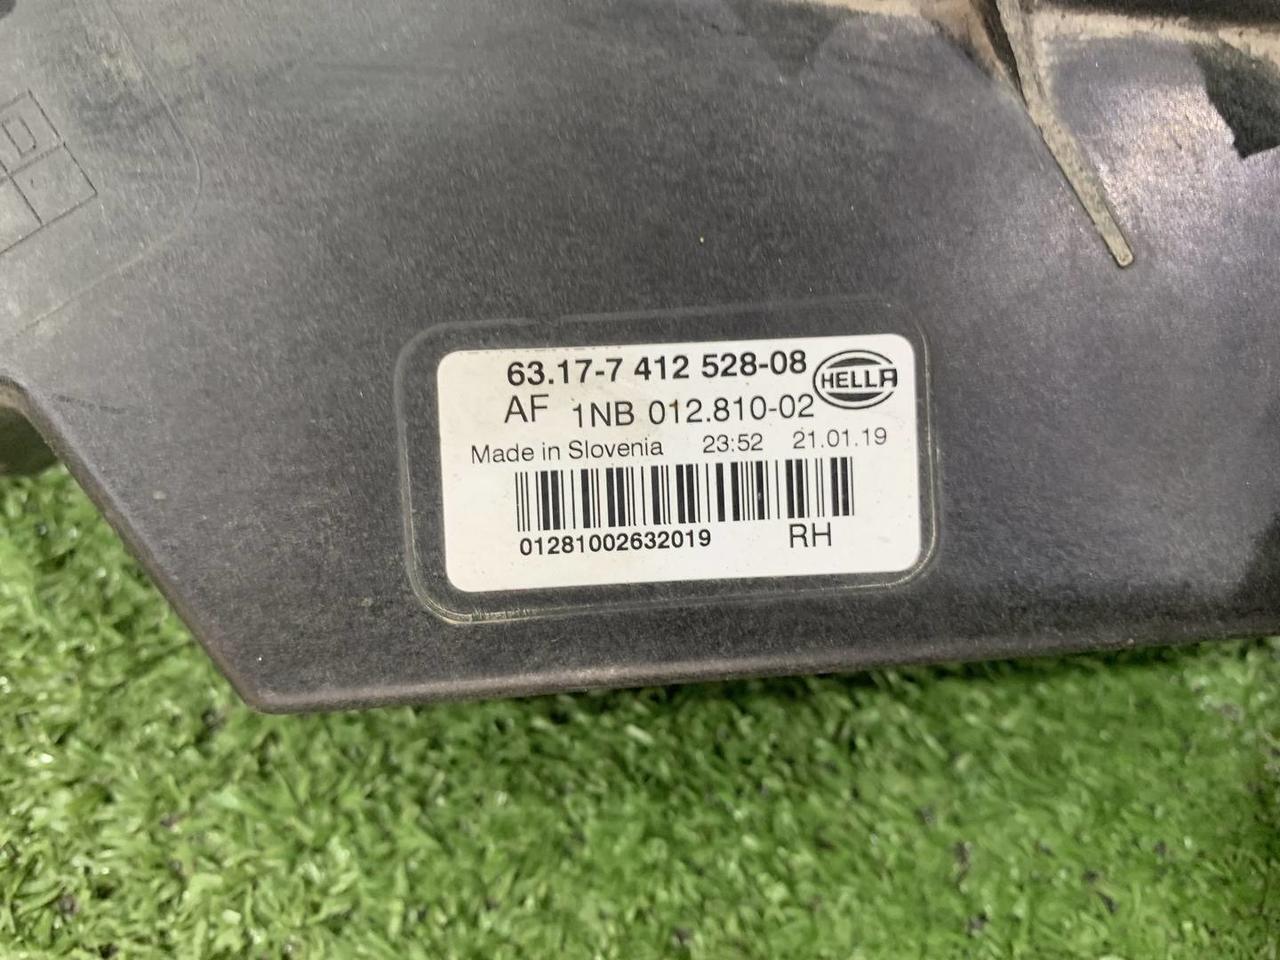 63.17-7 412 528-08
HELLA
AF 1NB 012.810-02
Made in Slovenia 23:52 21.01.19
01281002632019 RH